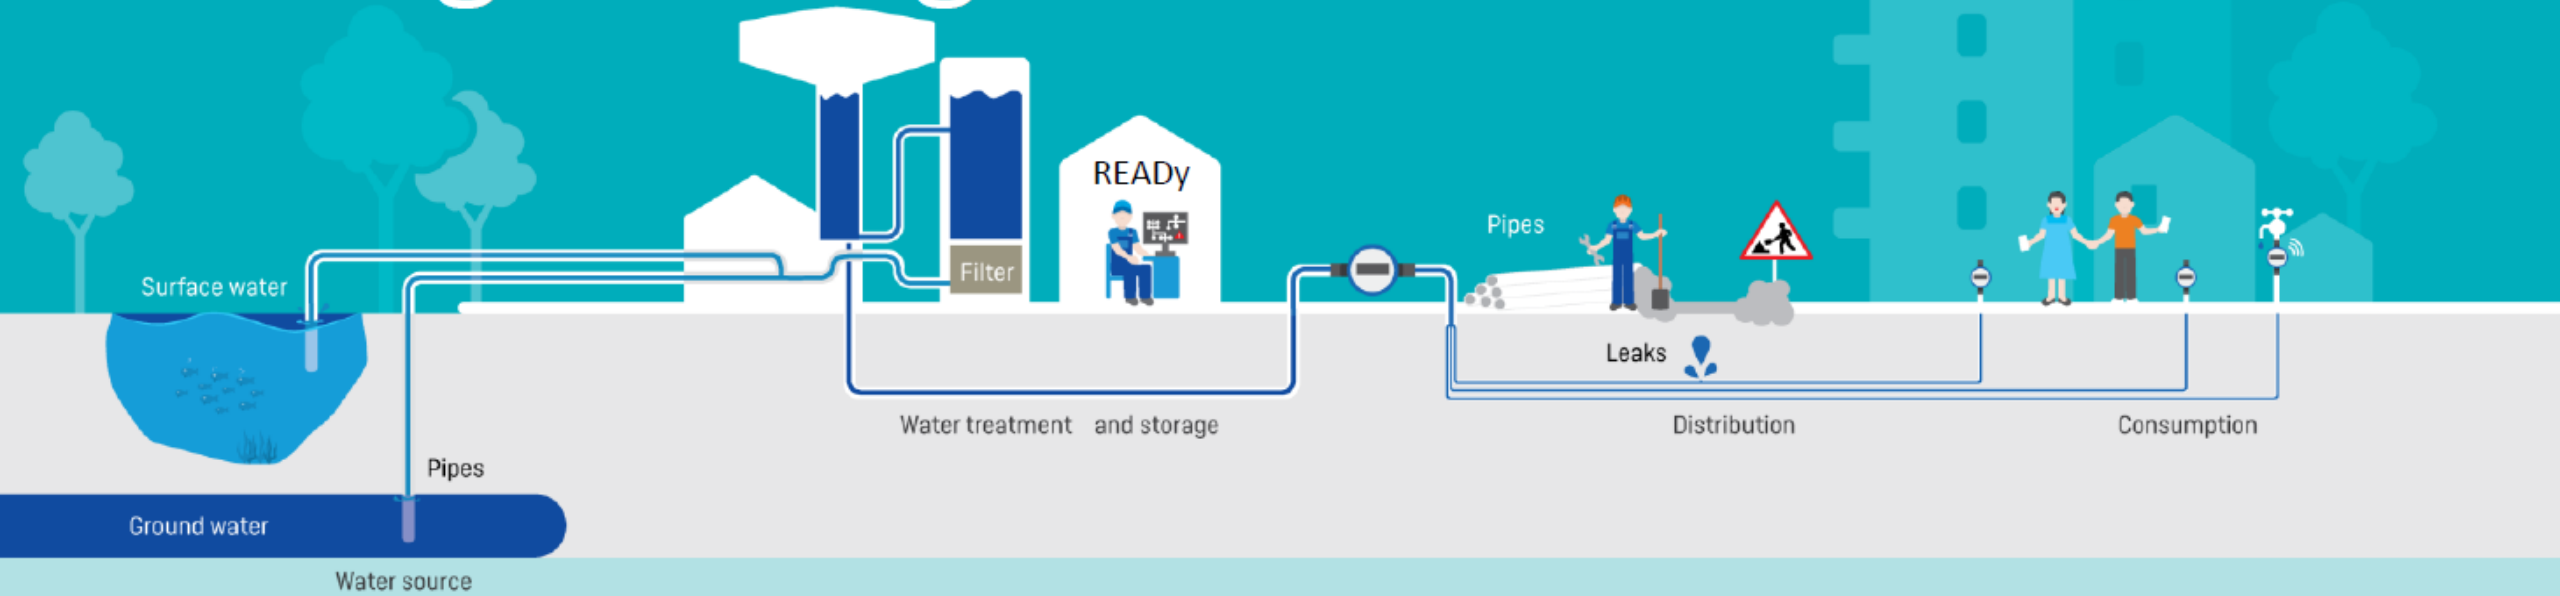 READy
Pipes
Surface water
Filter
Leaks
Water treatment and storage
Distribution
Consumption
Pipes
Ground water
Water source